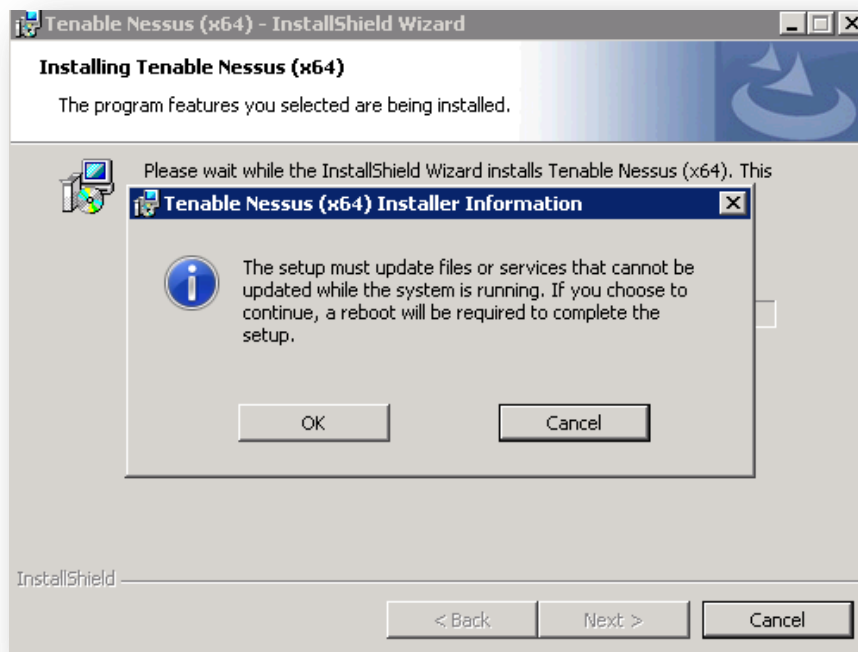 Tenable Nessus (x64) - InstallShield Wizard
Installing Tenable Nessus (x64)
The program features you selected are being installed.
Please wait while the InstallShield Wizard installs Tenable Nessus (x64). This
Tenable Nessus (x64) Installer Information
The setup must update files or services that cannot be
updated while the system is running. If you choose to
continue, a reboot will be required to complete the
setup.
OK
Cancel
InstallShield
< Back
Next >
Cancel